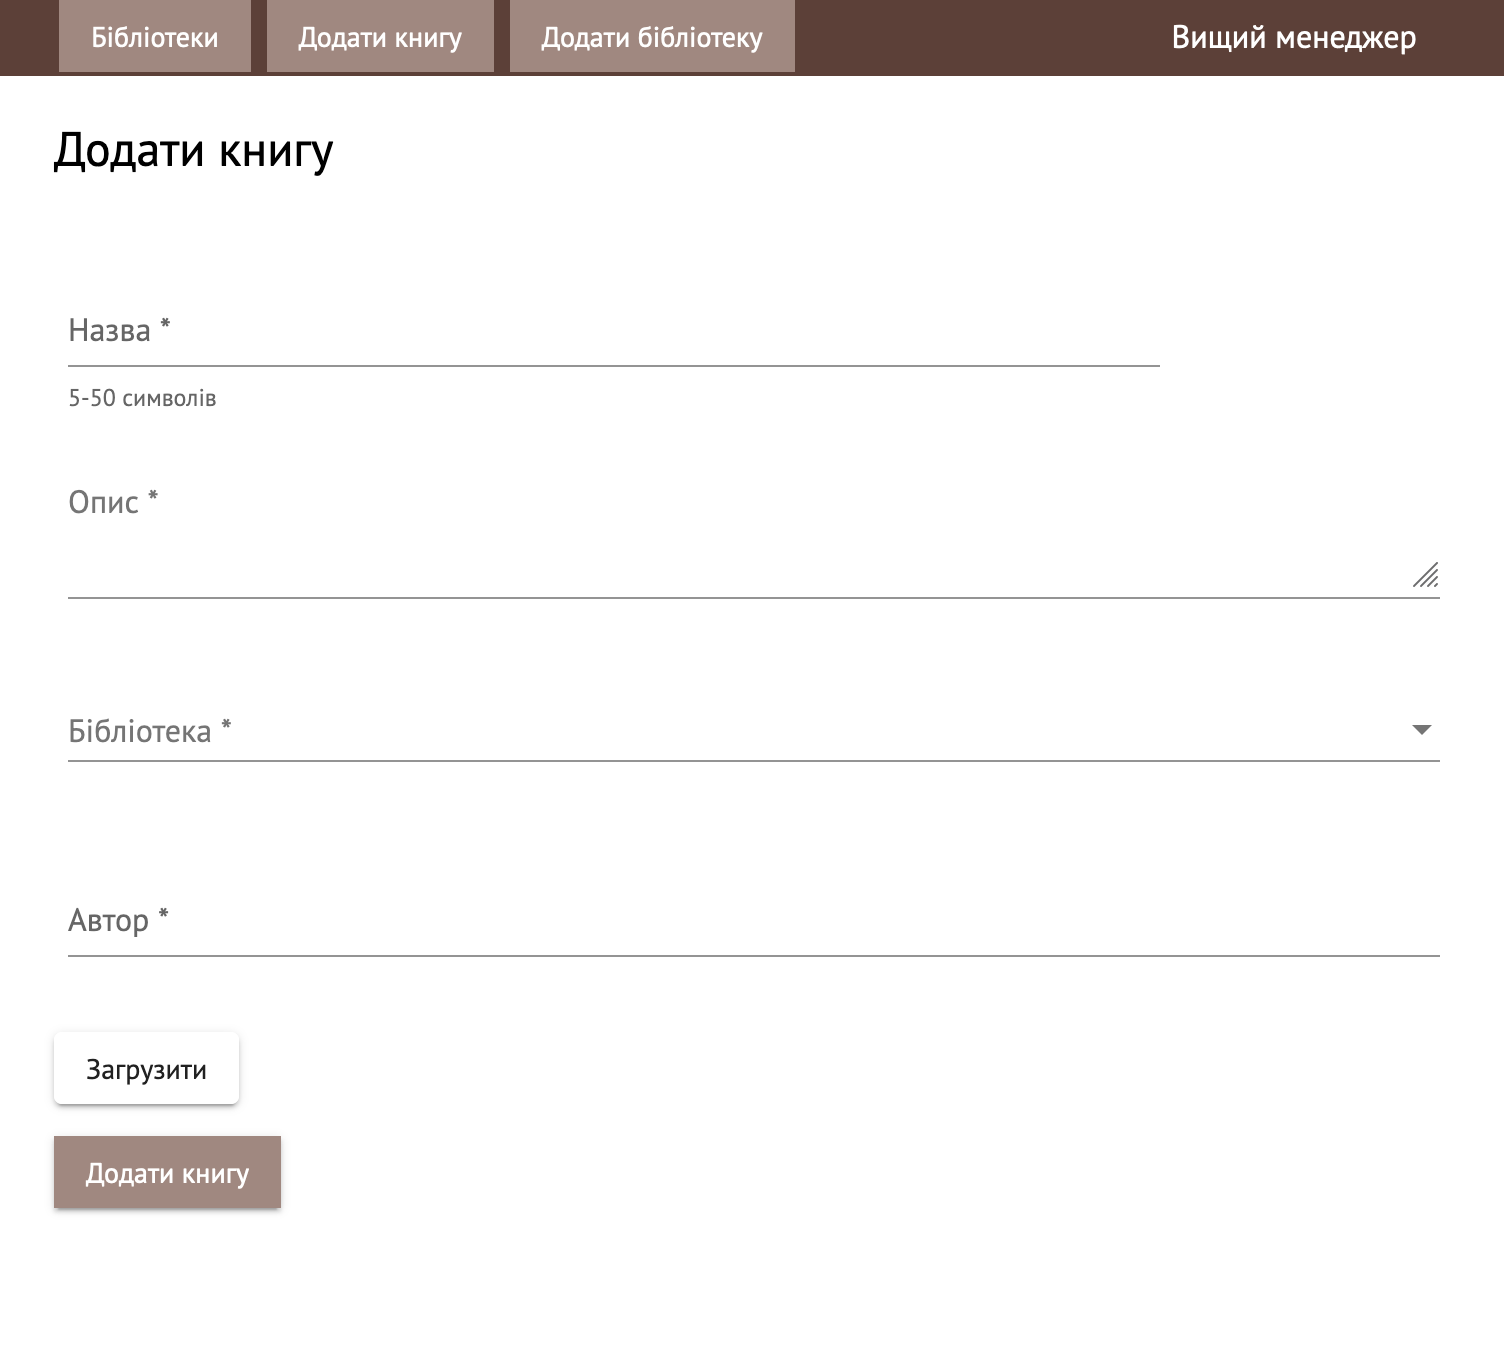 Бібліотеки Додати книгу Додати бібліотеку Вищий менеджер
Додати книгу
Назва *
5-50 символів
Опис *
Бібліотека *
Автор *
Загрузити
Додати книгу